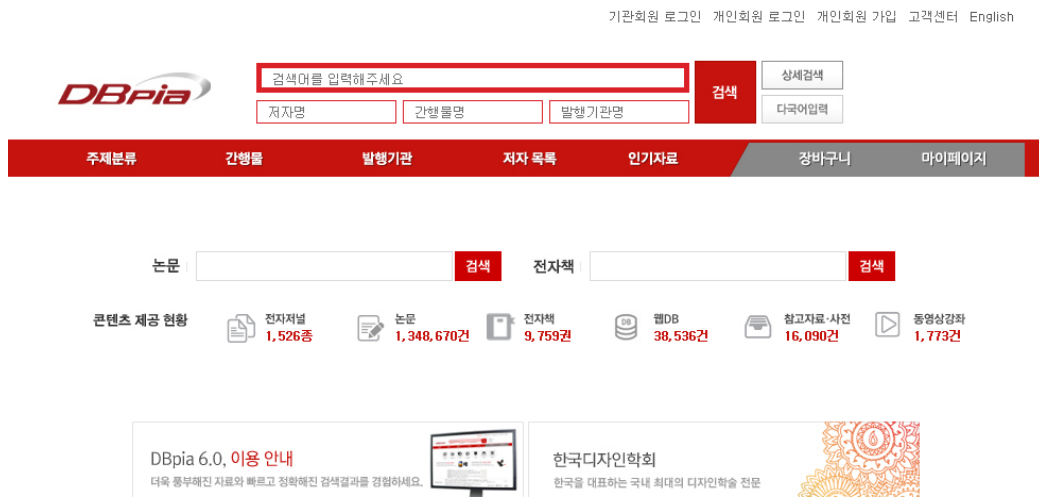 기관회원 로그인 개인회원 로그인 개인회원 가입 고객센터 English
DBpia
검색어를 입력해주세요
저자명 간행물명 발행기관명
검색
상세검색
다국어입력
주제분류 간행물 발행기관 저자 목록 인기자료 장바구니 마이페이지
논문 검색 전자책 검색
콘텐츠 제공 현황
전자저널
1,526종
논문
1,348,670건
전자책
9,759권
DB
웹DB
38,536건
참고자료·사전
16,090건
동영상강좌
1,773건
DBpia 6.0, 이용 안내
더욱 풍부해진 자료와 빠르고 정확해진 검색결과를 경험하세요.
한국디자인학회
한국을 대표하는 국내 최대의 디자인학술 전문